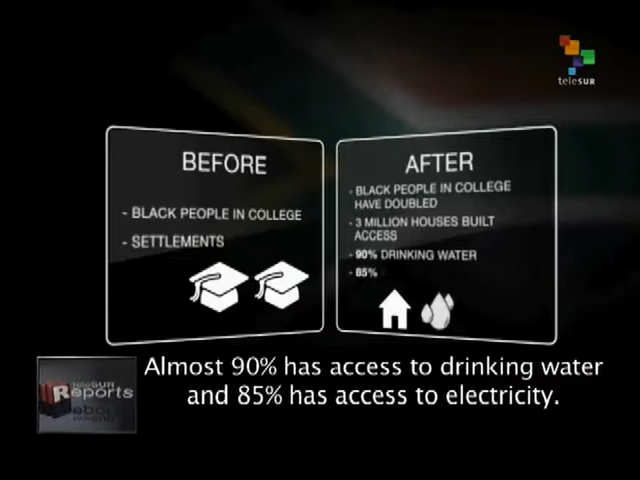 teleSUR
BEFORE
- BLACK PEOPLE IN COLLEGE
- SETTLEMENTS
AFTER
- BLACK PEOPLE IN COLLEGE
HAVE DOUBLED
- 3 MILLION HOUSES BUILT
ACCESS
- 90% DRINKING WATER
- 85%
teleSUR
Reports
Almost 90% has access to drinking water
and 85% has access to electricity.